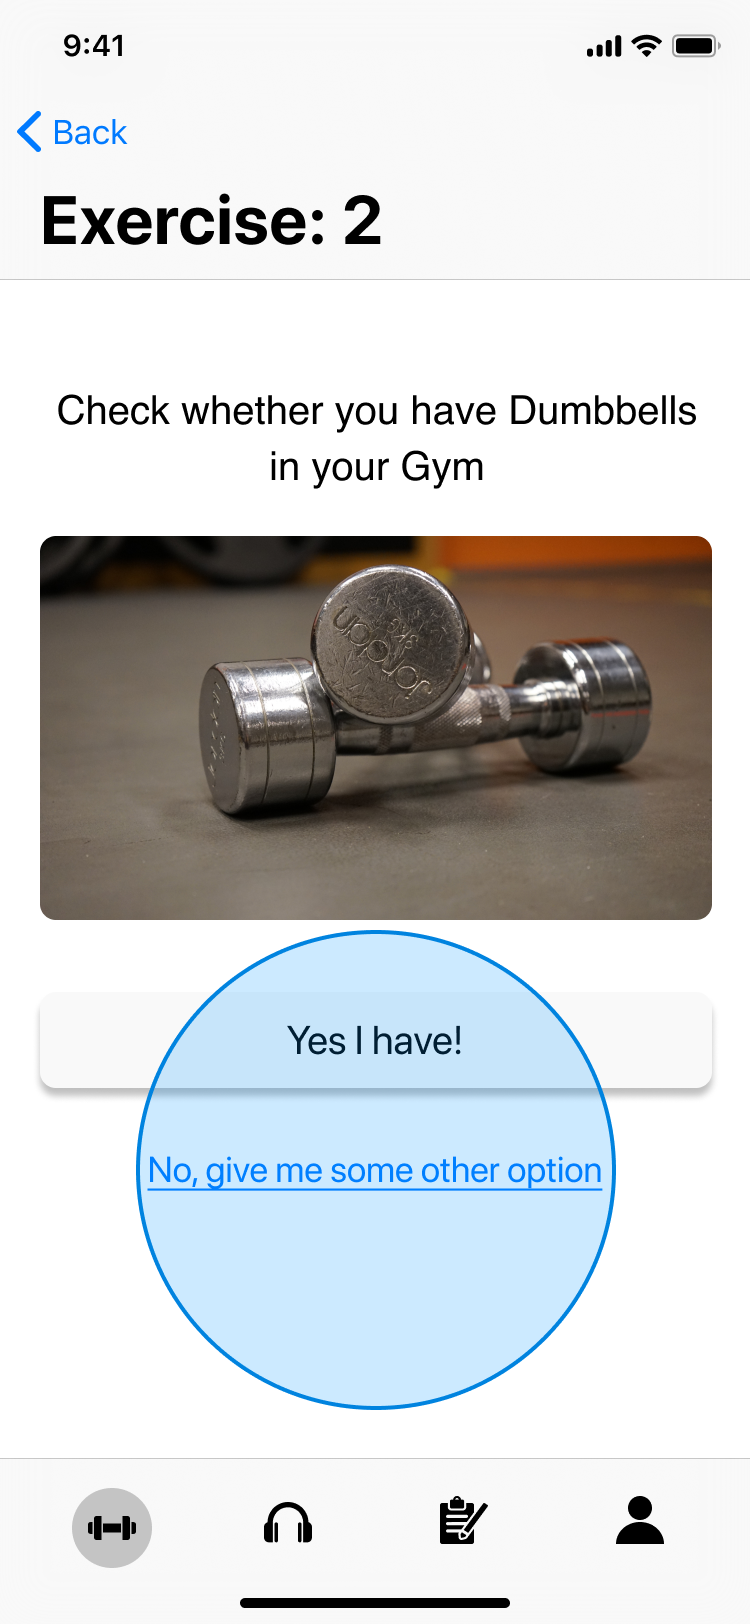 9:41
Back
Exercise: 2
Check whether you have Dumbbells
in your Gym
jordan
Yes I have!
No, give me some other option